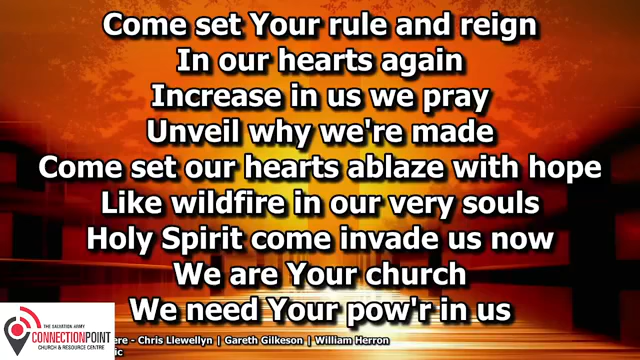 Come set Your rule and reign
In our hearts again
Increase in us we pray
Unveil why we're made
Come set our hearts ablaze with hope
Like wildfire in our very souls
Holy Spirit come invade us now
We are Your church
We need Your pow'r in us
THE SALVATION ARMY
CONNECTIONPOINT
CHURCH & RESOURCE CENTRE
- Chris Llewellyn | Gareth Gilkeson | William Herron